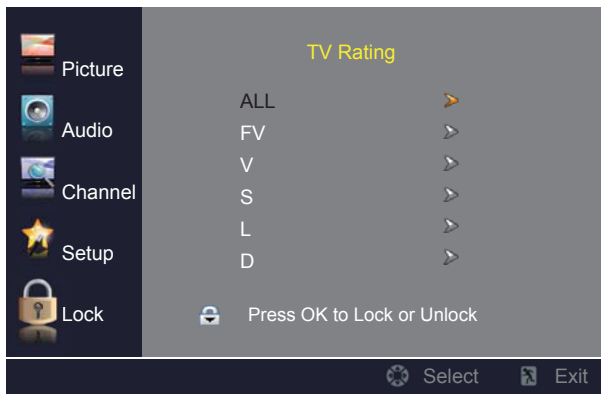 Picture
Audio
Channel
Setup
Lock
TV Rating
ALL
FV
V
S
L
D
Press OK to Lock or Unlock
Select Exit